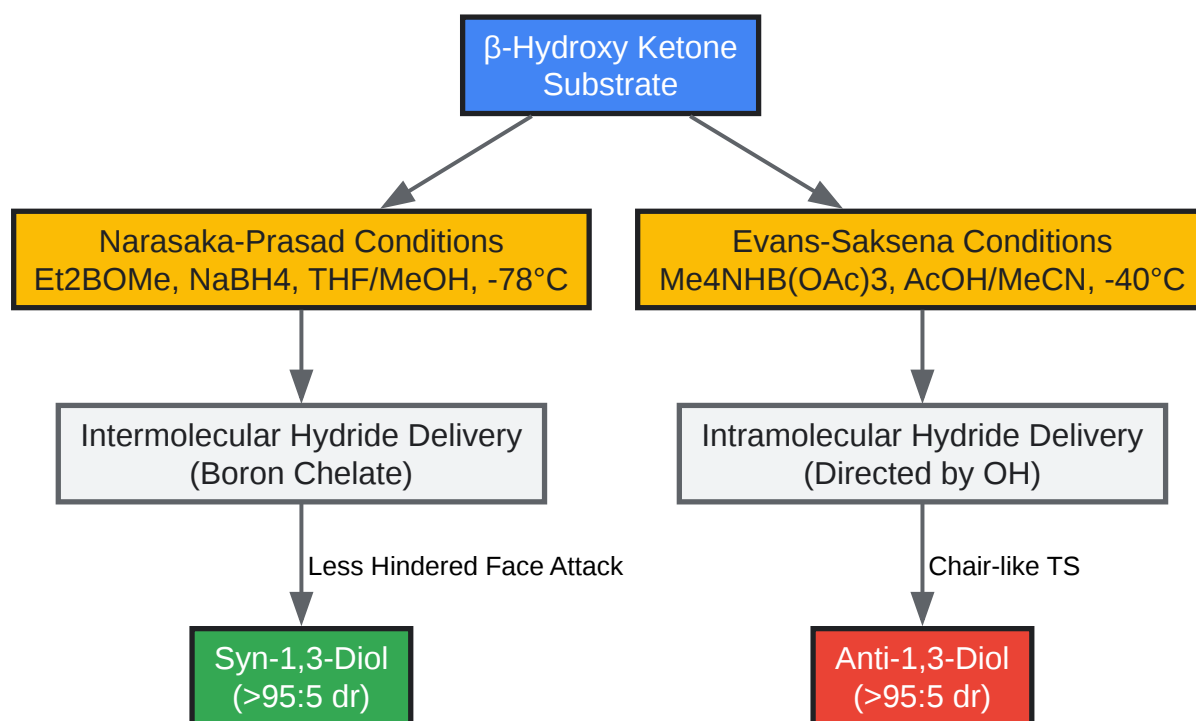 β-Hydroxy Ketone
Substrate
Narasaka-Prasad Conditions
Et2BOMe, NaBH4, THF/MeOH, -78°C
Evans-Saksena Conditions
Me4NHB(OAc)3, AcOH/MeCN, -40°C
Intermolecular Hydride Delivery
(Boron Chelate)
Intramolecular Hydride Delivery
(Directed by OH)
Less Hindered Face Attack
Chair-like TS
Syn-1,3-Diol
(>95:5 dr)
Anti-1,3-Diol
(>95:5 dr)